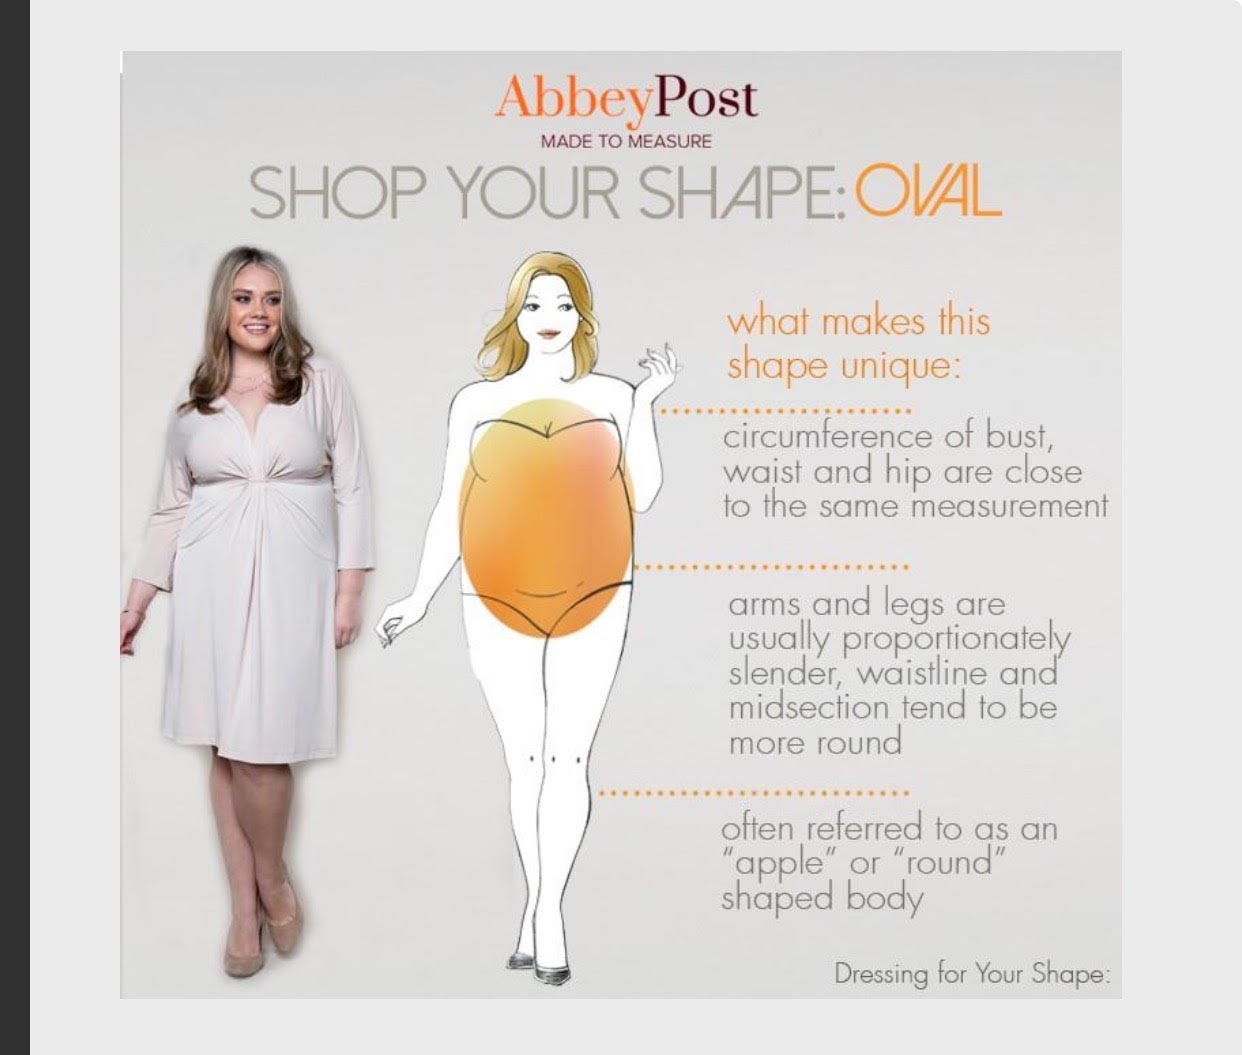 AbbeyPost
MADE TO MEASURE
SHOP YOUR SHAPE: OVAL
what makes this
shape unique:
circumference of bust,
waist and hip are close
to the same measurement
arms and legs are
usually proportionately
slender, waistline and
midsection tend to be
more round
often referred to as an
“apple” or “round”
shaped body
Dressing for Your Shape: